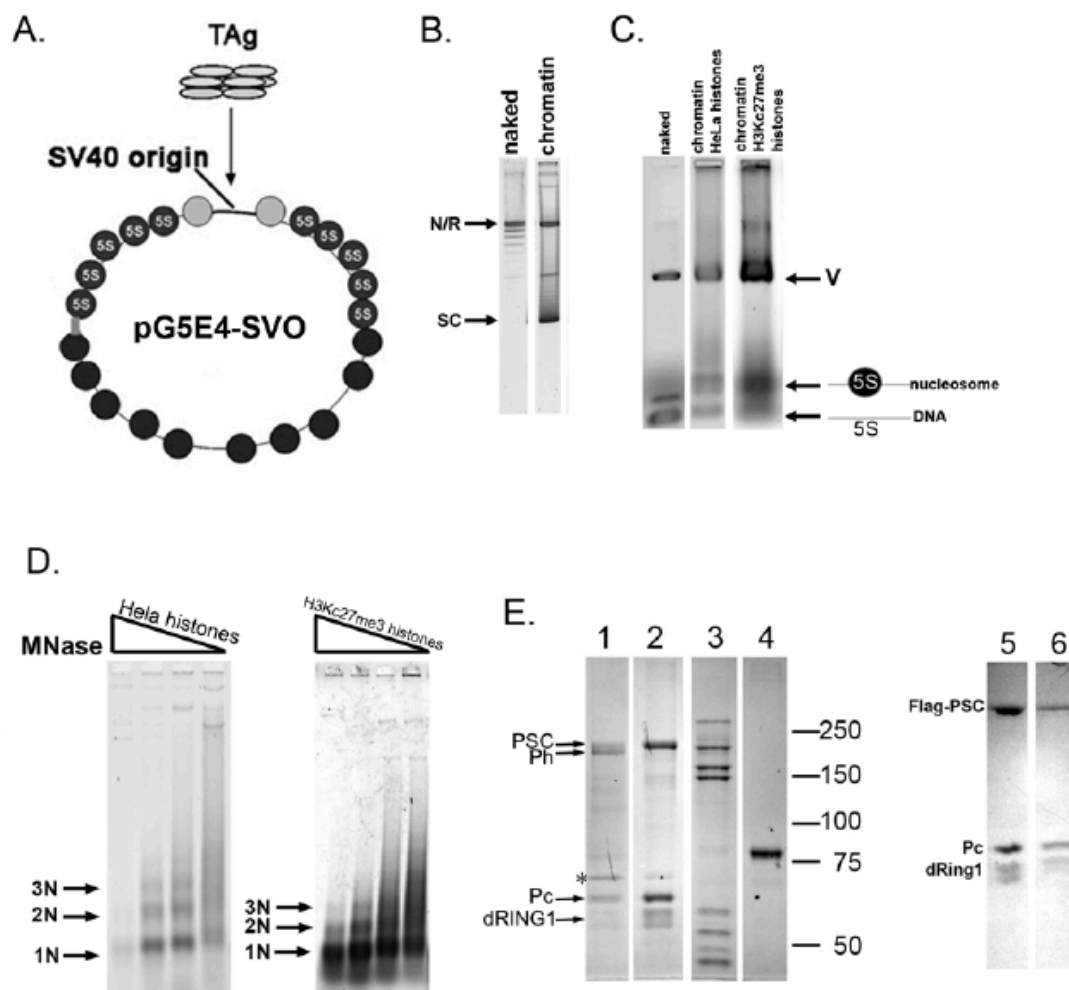 A.
TAg
SV40 origin
5S 5S 5S 5S 5S 5S 5S 5S 5S 5S 5S 5S
pG5E4-SVO
B.
naked
chromatin
N/R
SC
C.
naked
chromatin
HeLa histones
chromatin
H3Kc27me3
histones
V
5S nucleosome
DNA
5S
D.
MNase
Hela histones
H3Kc27me3 histones
3N
2N
1N
3N
2N
1N
E.
1 2 3 4
PSC
Ph
*
Pc
dRING1
250
150
100
75
50
5 6
Flag-PSC
Pc
dRing1